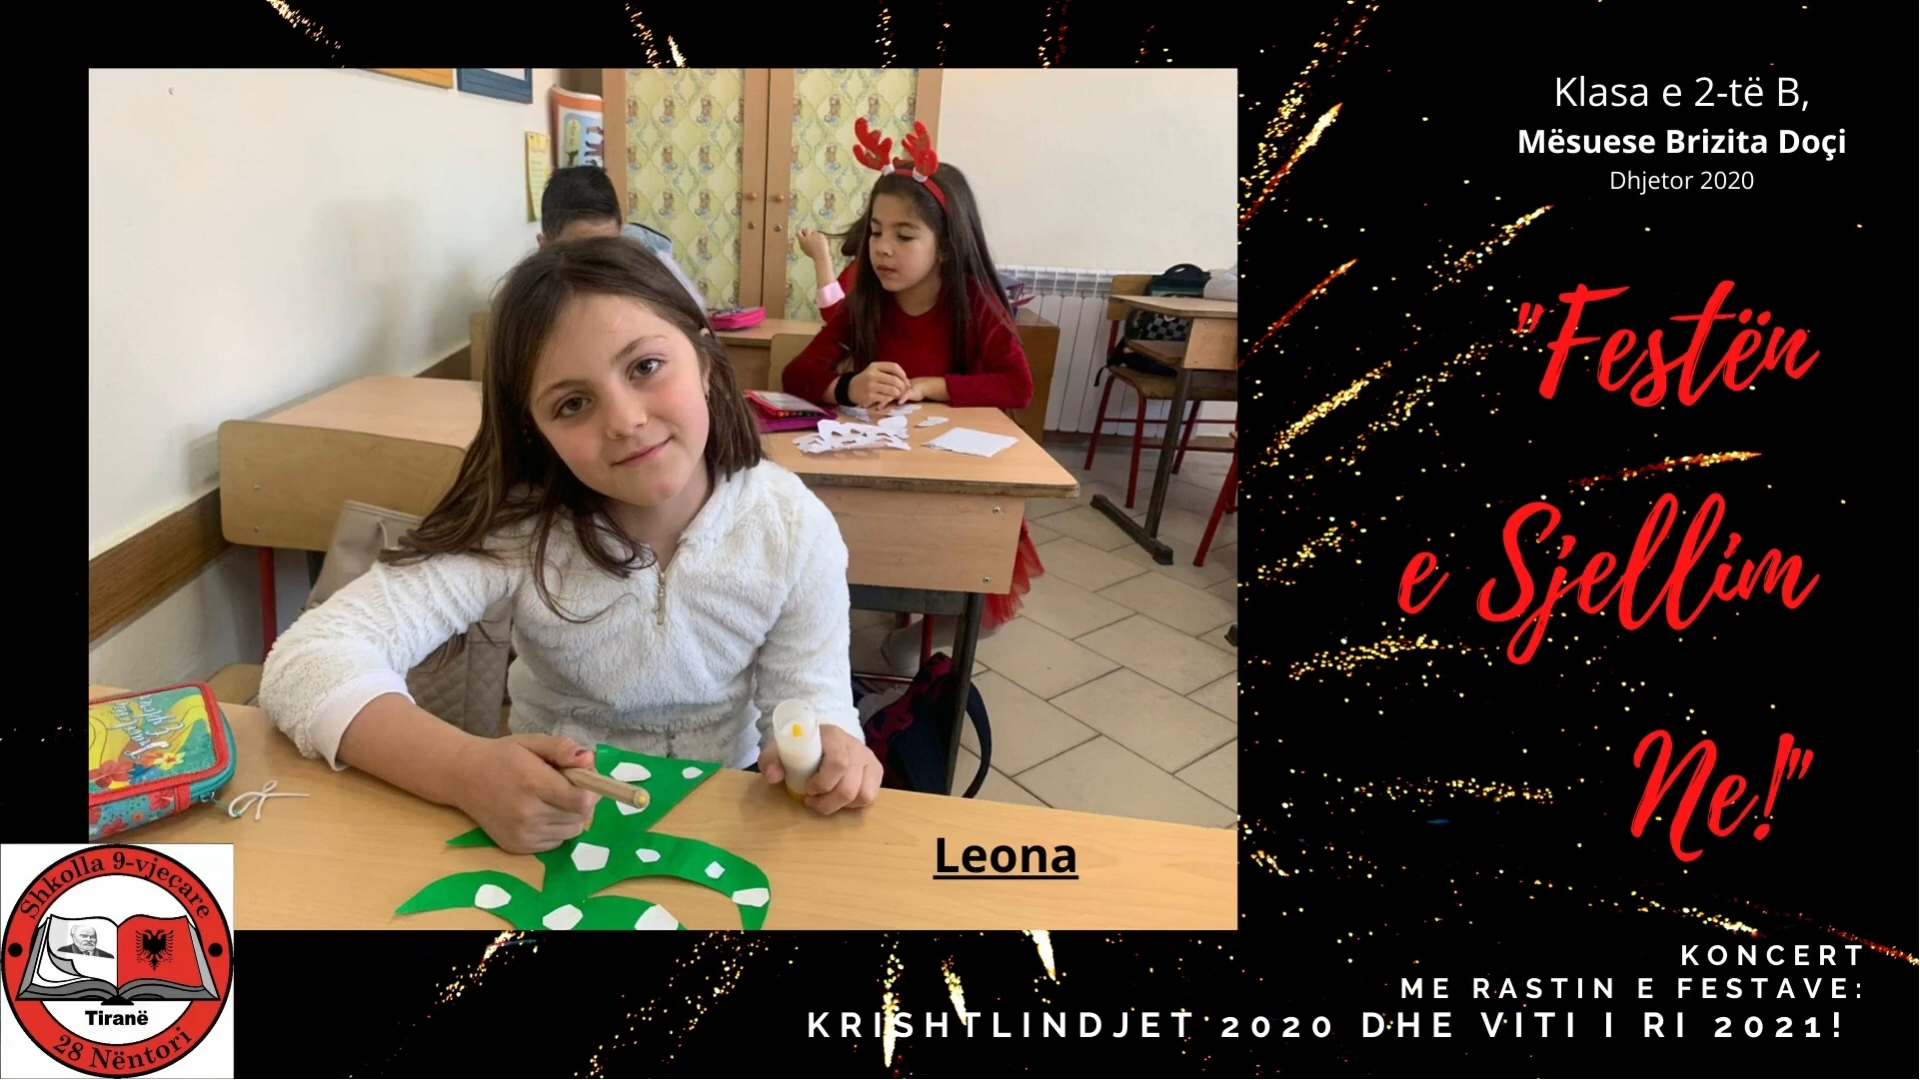 Klasa e 2-të B,
Mësuese Brizita Doçi
Dhjetor 2020
"Festën
e Sjellim
Ne!"
Leona
Shkolla 9-vjeçare
Tiranë
28 Nëntori
KONCERT
ME RASTIN E FESTAVE:
KRISHTLINDJET 2020 DHE VITI I RI 2021!